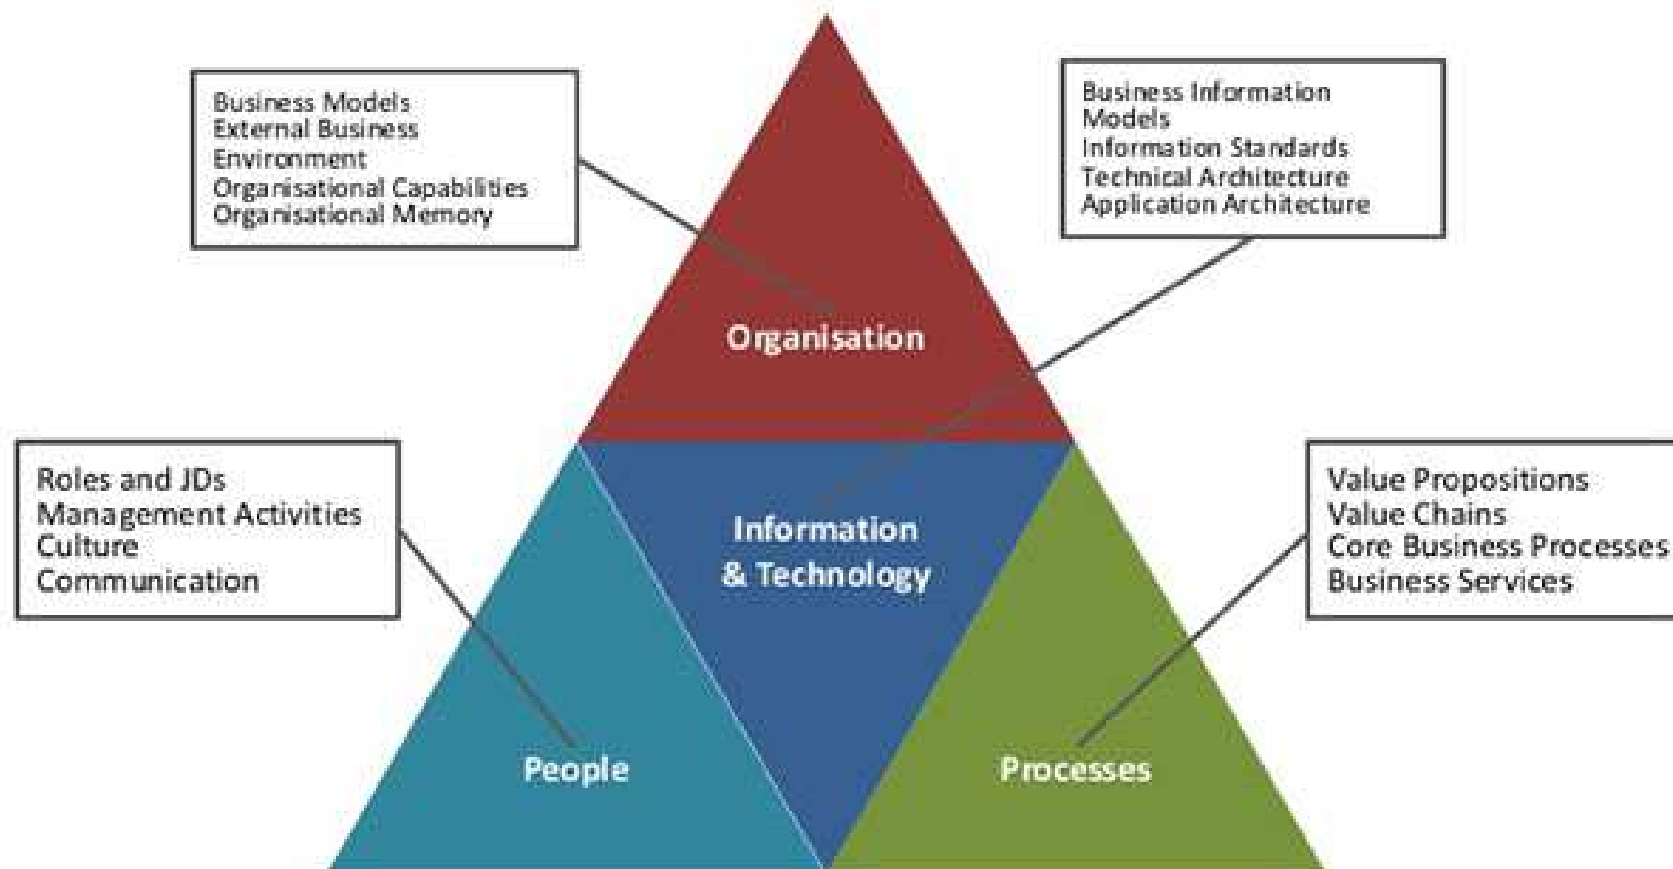 Business Models
External Business
Environment
Organisational Capabilities
Organisational Memory
Business Information
Models
Information Standards
Technical Architecture
Application Architecture
Organisation
Roles and JDs
Management Activities
Culture
Communication
Information
& Technology
Value Propositions
Value Chains
Core Business Processes
Business Services
People
Processes